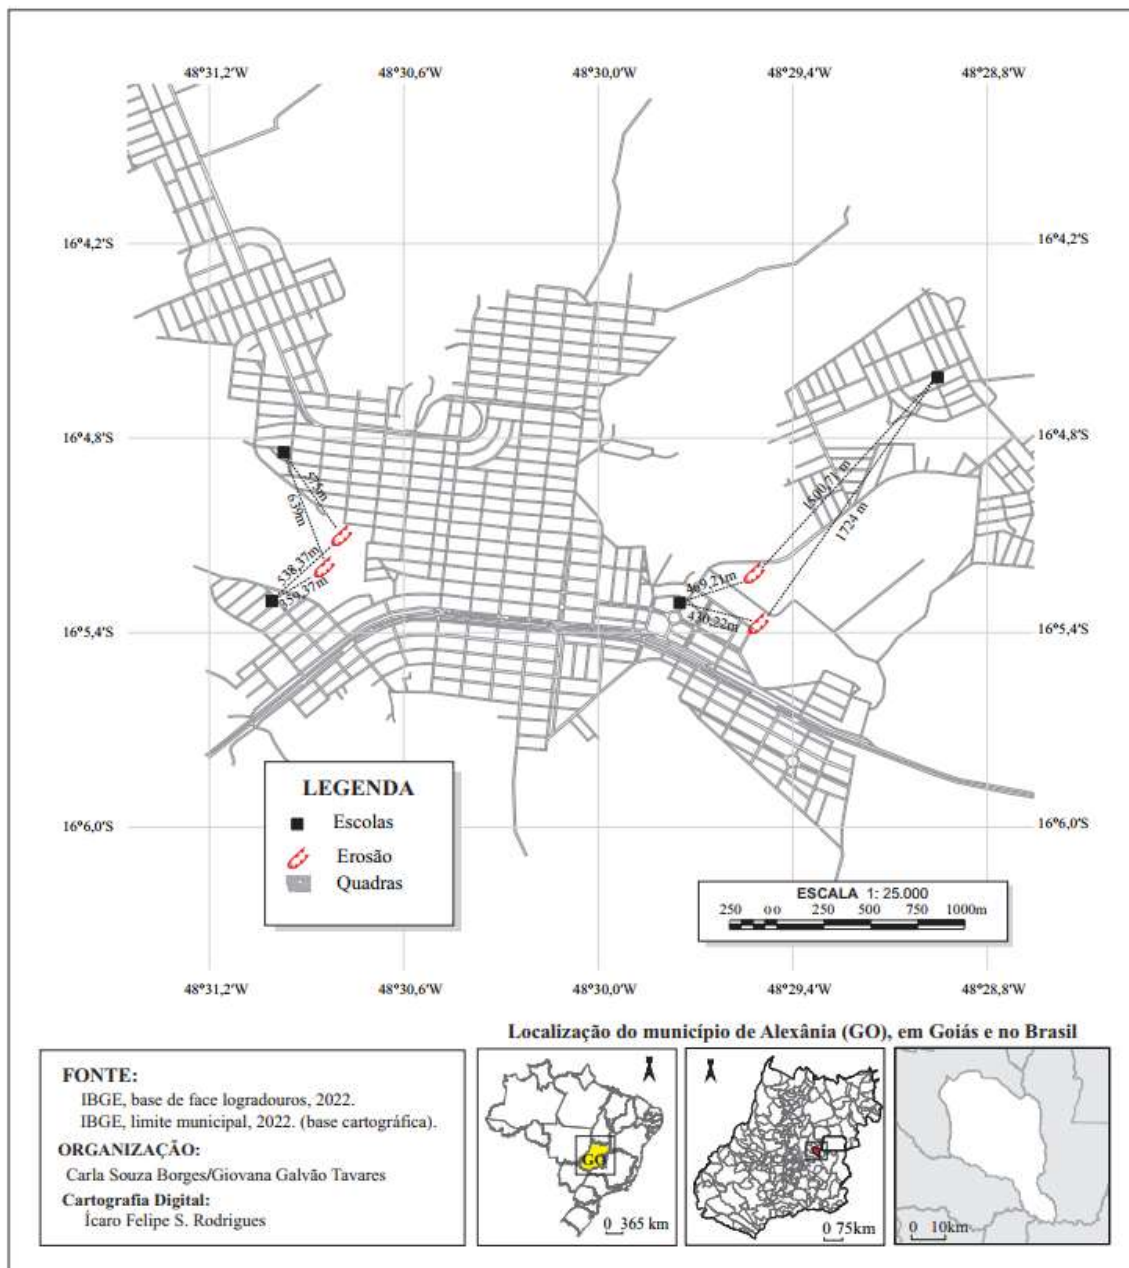 48°31,2'W 48°30,6'W 48°30,0'W 48°29,4'W 48°28,8'W
16°4,2'S 16°4,2'S
16°4,8'S 16°4,8'S
575m
639m
1500,71 m
1724 m
538,37m
359,37m
469,21m
430,22m
16°5,4'S 16°5,4'S
LEGENDA
Escolas
Erosão
Quadras
16°6,0'S 16°6,0'S
ESCALA 1: 25.000
250 00 250 500 750 1000m
48°31,2'W 48°30,6'W 48°30,0'W 48°29,4'W 48°28,8'W
Localização do município de Alexânia (GO), em Goiás e no Brasil
FONTE:
IBGE, base de face logradouros, 2022.
IBGE, limite municipal, 2022. (base cartográfica).
ORGANIZAÇÃO:
Carla Souza Borges/Giovana Galvão Tavares
Cartografia Digital:
Ícaro Felipe S. Rodrigues
GO
0 365 km
0 75km
0 10km